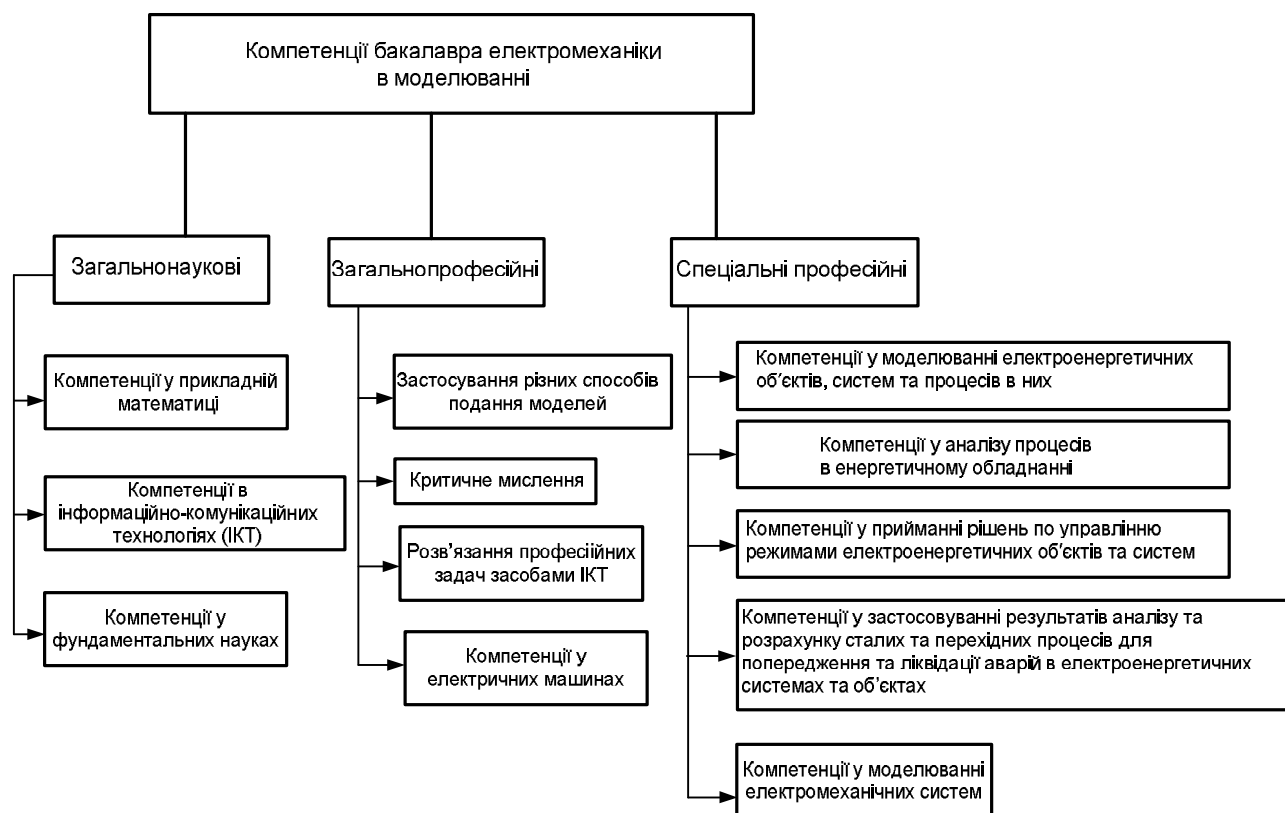 Компетенції бакалавра електромеханіки
в моделюванні
Загальнонаукові
Загальнопрофесійні
Спеціальні професійні
Компетенції у прикладній
математиці
Компетенції в
інформаційно-комунікаційних
технологіях (ІКТ)
Компетенції у
фундаментальних науках
Застосування різних способів
подання моделей
Критичне мислення
Розв'язання професіійних
задач засобами ІКТ
Компетенції у
електричних машинах
Компетенції у моделюванні електроенергетичних
об'єктів, систем та процесів в них
Компетенції у аналізу процесів
в енергетичному обладнанні
Компетенції у прийманні рішень по управлінню
режимами електроенергетичних об'єктів та систем
Компетенції у застосовуванні результатів аналізу та
розрахунку сталих та перехідних процесів для
попередження та ліквідації аварій в електроенергетичних
системах та об'єктах
Компетенції у моделюванні
електромеханічних систем